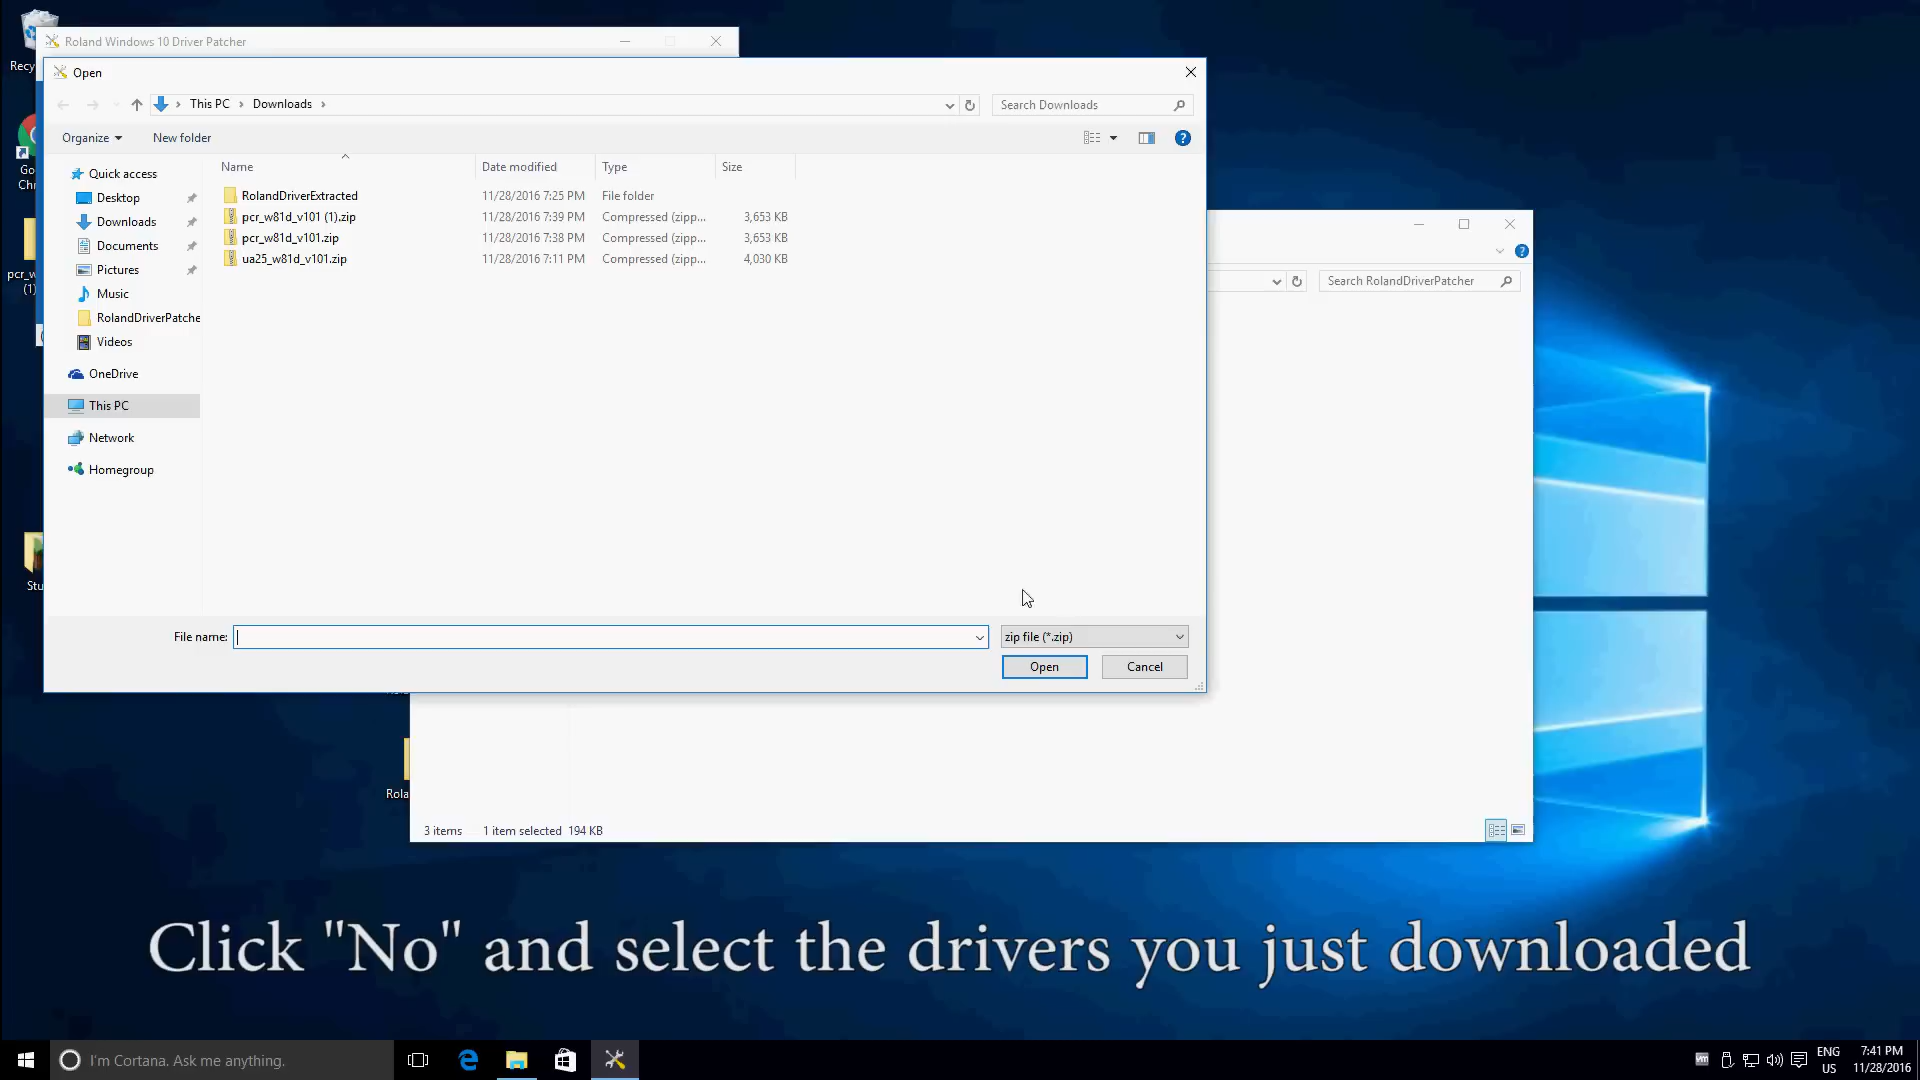 Recy
Roland Windows 10 Driver Patcher
Open
This PC
Downloads
Search Downloads
Organize
New folder
Name
Date modified
Type
Size
Quick access
Desktop
Downloads
Documents
Pictures
Music
RolandDriverPatche
Videos
OneDrive
This PC
Network
Homegroup
RolandDriverExtracted 11/28/2016 7:25 PM File folder
pcr_w81d_v101 (1).zip 11/28/2016 7:39 PM Compressed (zipp... 3,653 KB
pcr_w81d_v101.zip 11/28/2016 7:38 PM Compressed (zipp... 3,653 KB
ua25_w81d_v101.zip 11/28/2016 7:11 PM Compressed (zipp... 4,030 KB
File name:
zip file (*.zip)
Open
Cancel
Go
Chr
pcr_w
(1)
Stu
Search RolandDriverPatcher
Rola
3 items 1 item selected 194 KB
Click "No" and select the drivers you just downloaded
I'm Cortana. Ask me anything.
ENG
US
7:41 PM
11/28/2016